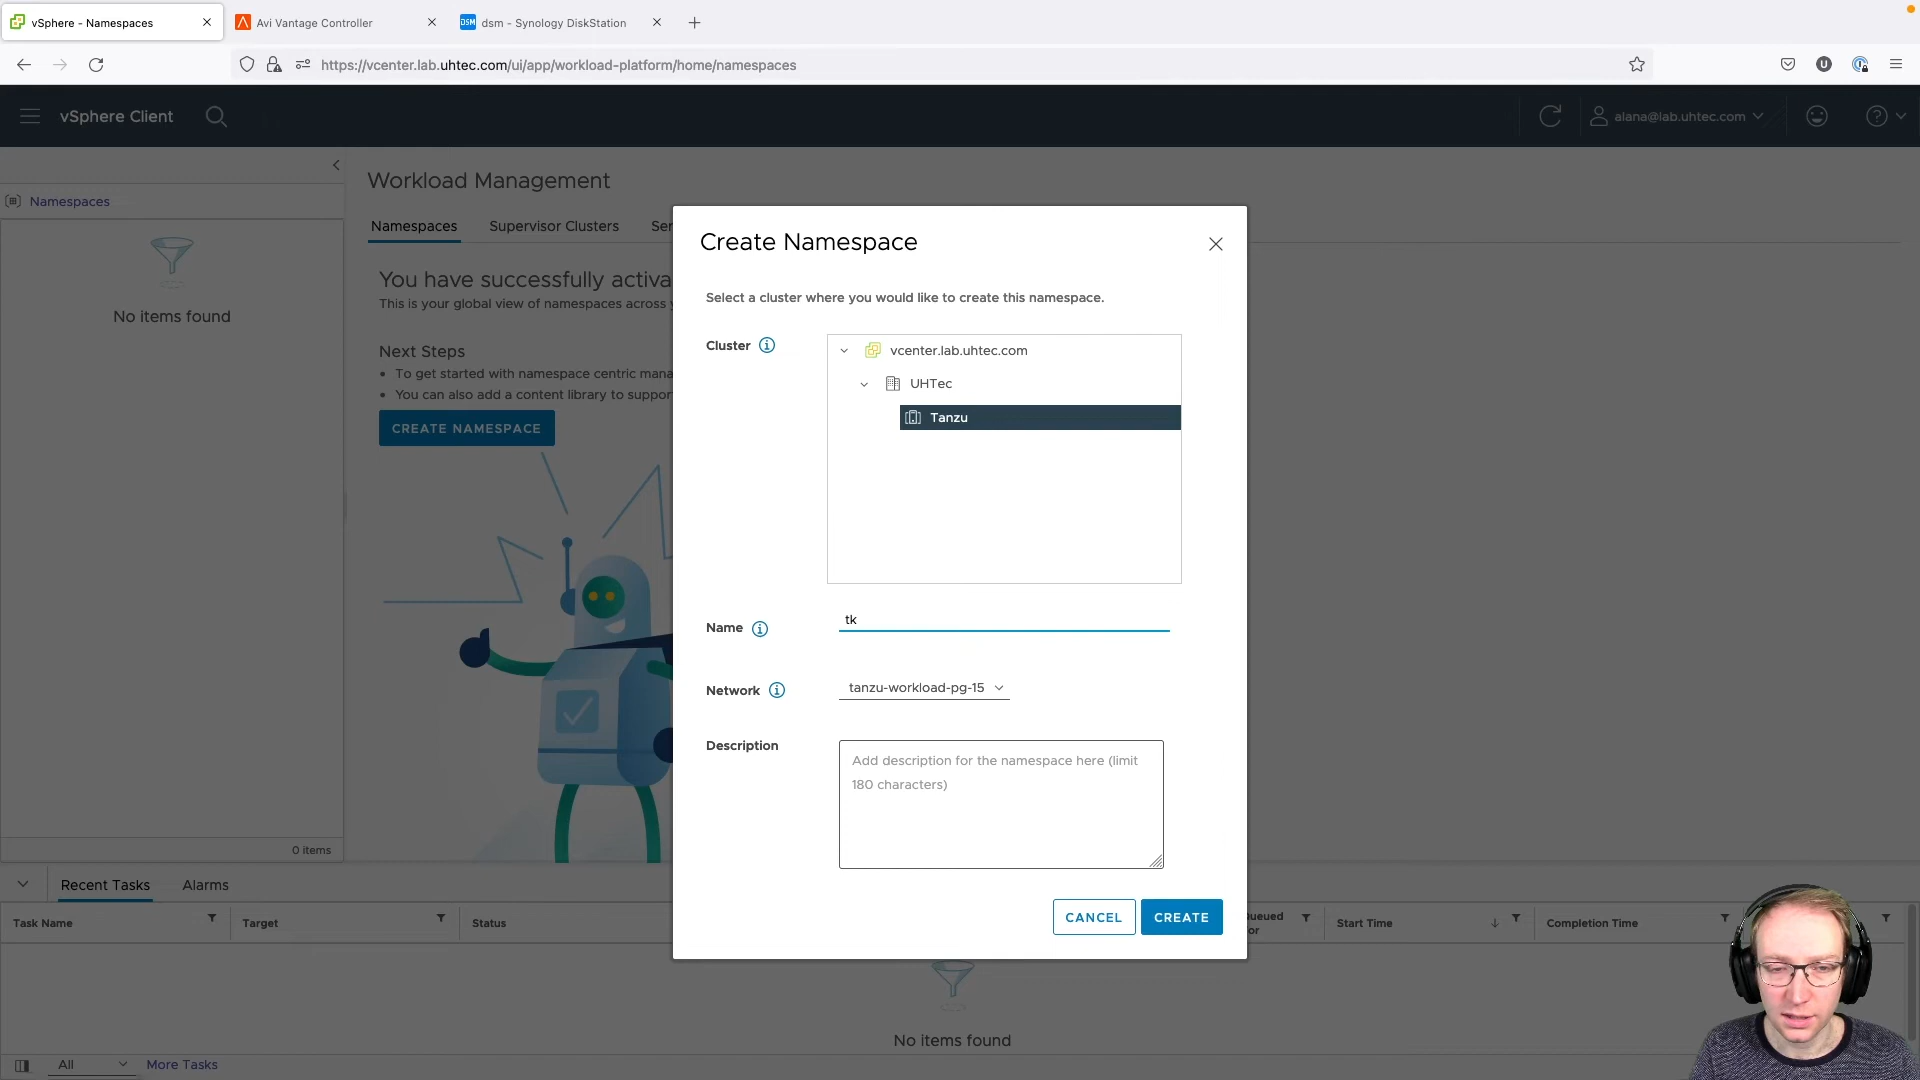 vSphere - Namespaces
Avi Vantage Controller
dsm - Synology DiskStation
DSM
https://vcenter.lab.uhtec.com/ui/app/workload-platform/home/namespaces
U
vSphere Client
alana@lab.uhtec.com
Namespaces
No items found
0 items
Workload Management
Namespaces
Supervisor Clusters
Ser
You have successfully activa
This is your global view of namespaces across y
Next Steps
To get started with namespace centric mana
You can also add a content library to suppor
CREATE NAMESPACE
Create Namespace
Select a cluster where you would like to create this namespace.
Cluster
vcenter.lab.uhtec.com
UHTec
Tanzu
Name
tk
Network
tanzu-workload-pg-15
Description
Add description for the namespace here (limit
180 characters)
CANCEL
CREATE
Recent Tasks
Alarms
Task Name
Target
Status
Queued
or
Start Time
Completion Time
No items found
All
More Tasks